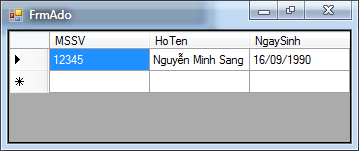 FrmAdo
MSSV HoTen NgaySinh
12345 Nguyễn Minh Sang 16/09/1990